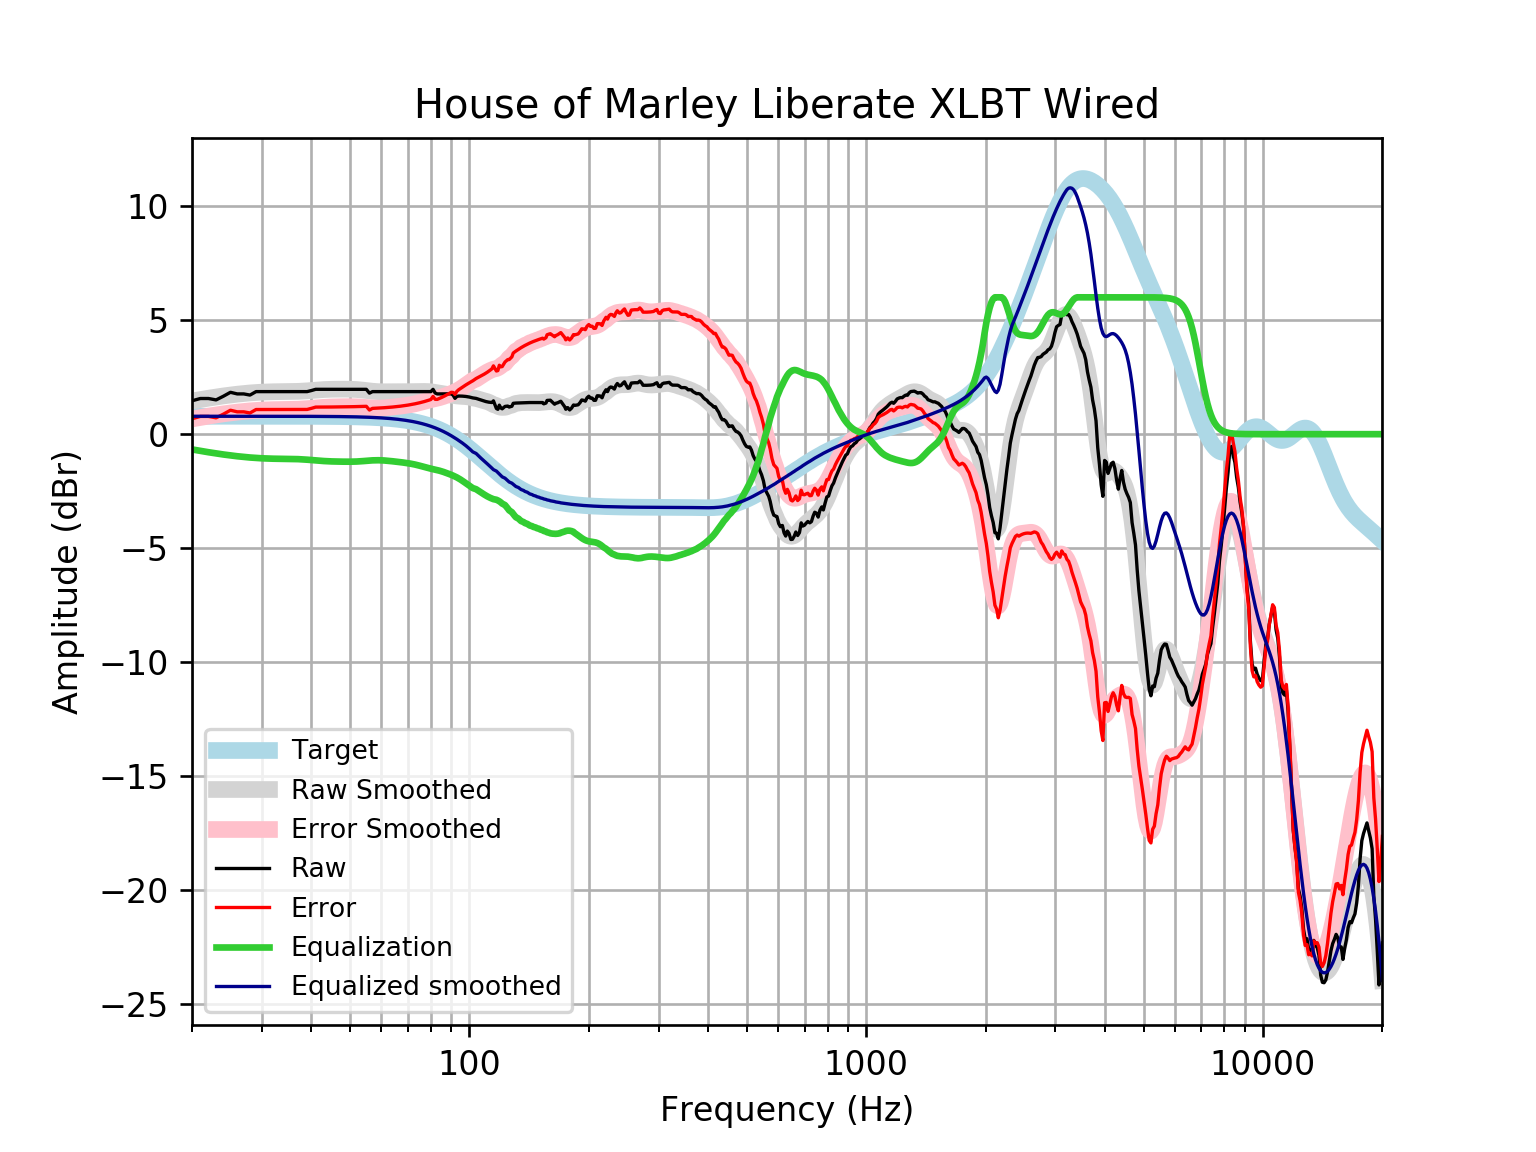 House of Marley Liberate XLBT Wired
Amplitude (dBr)
10
5
0
−5
−10
−15
−20
−25
Target
Raw Smoothed
Error Smoothed
Raw
Error
Equalization
Equalized smoothed
100
1000
10000
Frequency (Hz)